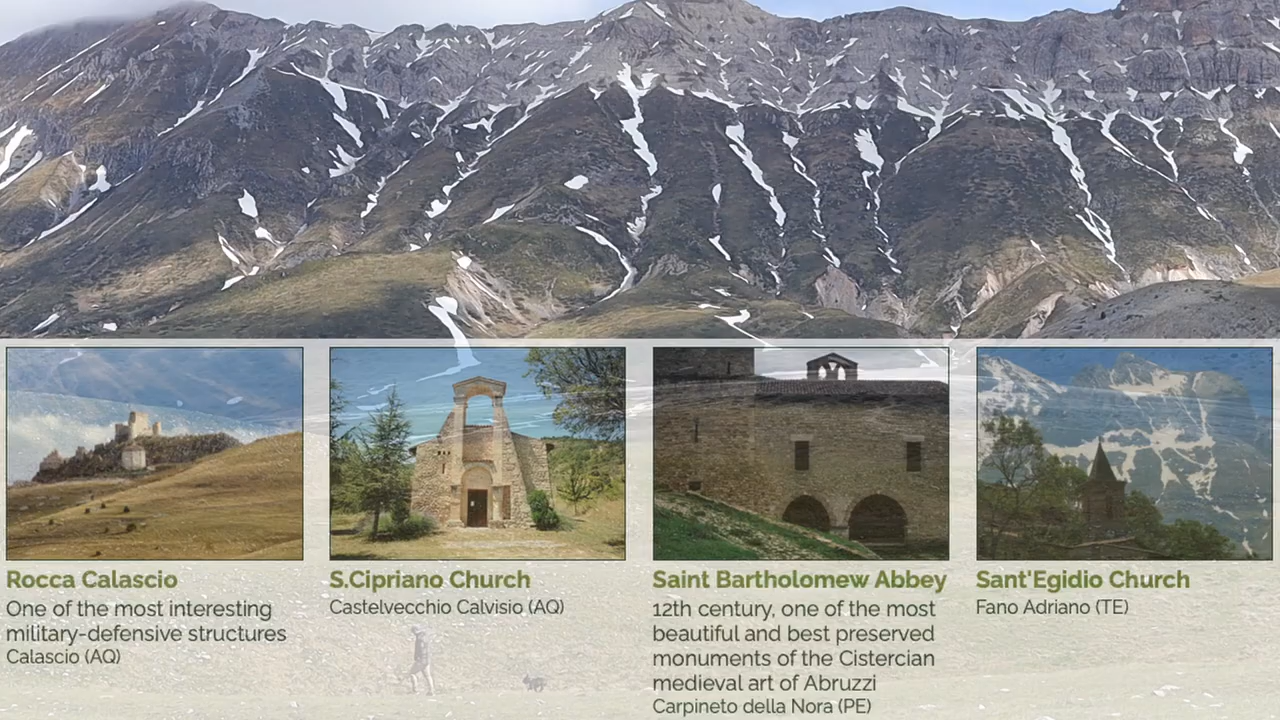 Rocca Calascio
One of the most interesting
military-defensive structures
Calascio (AQ)
S.Cipriano Church
Castelvecchio Calvisio (AQ)
Saint Bartholomew Abbey
12th century, one of the most
beautiful and best preserved
monuments of the Cistercian
medieval art of Abruzzi
Carpineto della Nora (PE)
Sant'Egidio Church
Fano Adriano (TE)